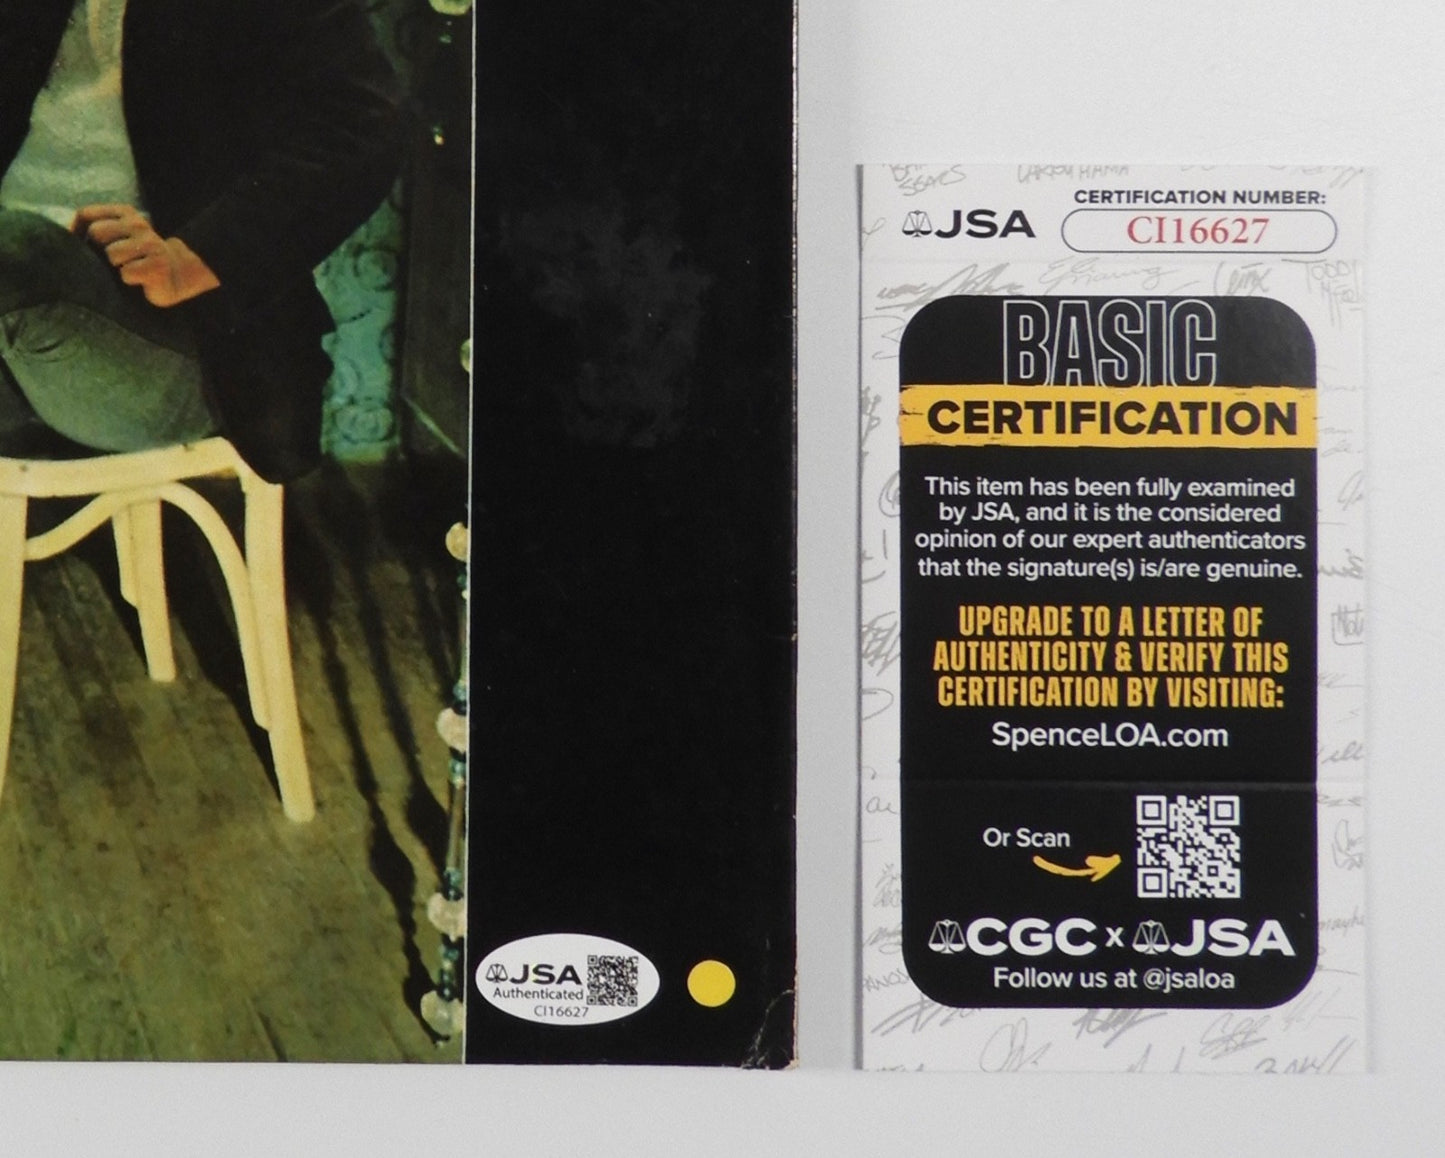 JSA
Authenticated
CI16627
JSA
CERTIFICATION NUMBER:
CI16627
BASIC
CERTIFICATION
This item has been fully examined
by JSA, and it is the considered
opinion of our expert authenticators
that the signature(s) is/are genuine.
UPGRADE TO A LETTER OF
AUTHENTICITY & VERIFY THIS
CERTIFICATION BY VISITING:
SpenceLOA.com
Or Scan
CGC x JSA
Follow us at @jsaloa